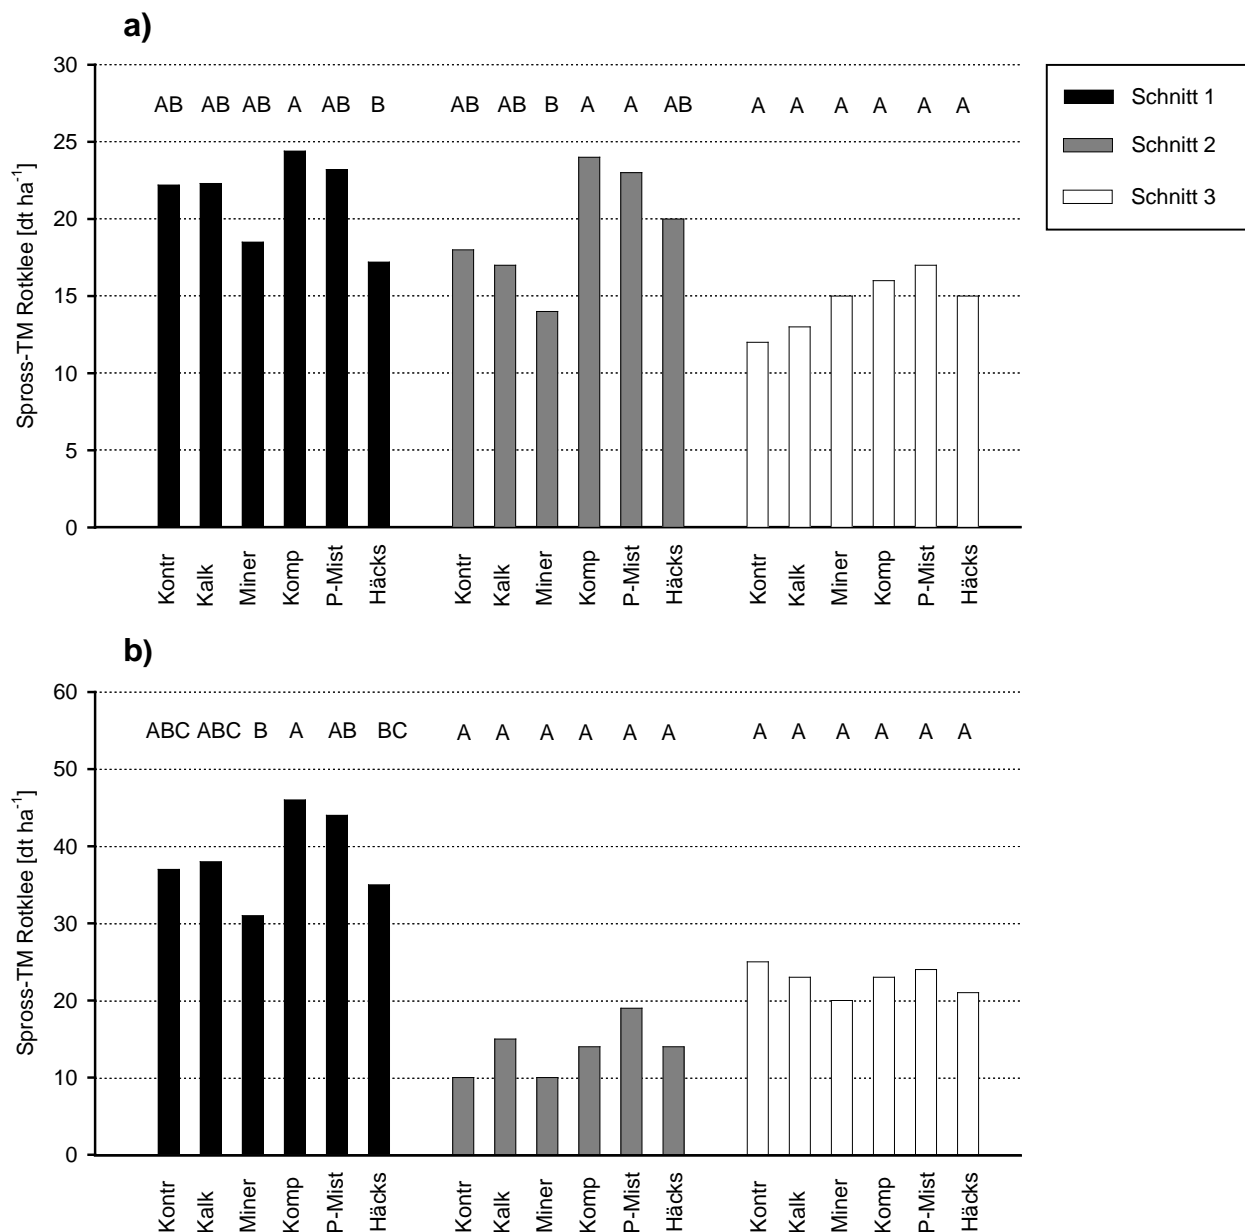 a)
Spross-TM Rotklee [dt ha⁻¹]
30
25
20
15
10
5
0
AB AB AB A AB B AB AB B A A AB A A A A A A
Kontr Kalk Miner Komp P-Mist Häcks Kontr Kalk Miner Komp P-Mist Häcks Kontr Kalk Miner Komp P-Mist Häcks
Schnitt 1
Schnitt 2
Schnitt 3
b)
Spross-TM Rotklee [dt ha⁻¹]
60
50
40
30
20
10
0
ABC ABC B A AB BC A A A A A A A A A A A A
Kontr Kalk Miner Komp P-Mist Häcks Kontr Kalk Miner Komp P-Mist Häcks Kontr Kalk Miner Komp P-Mist Häcks